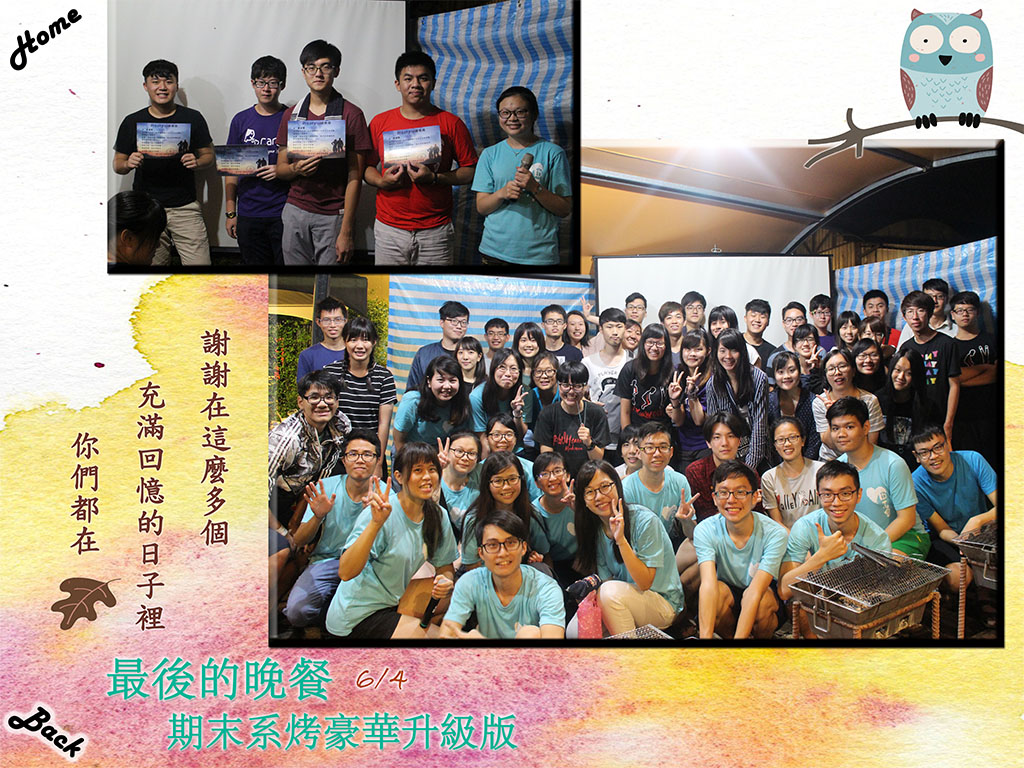 Home
謝謝在這麼多個
充滿回憶的日子裡
你們都在
最後的晚餐 6/4
期末系烤豪華升級版
Back